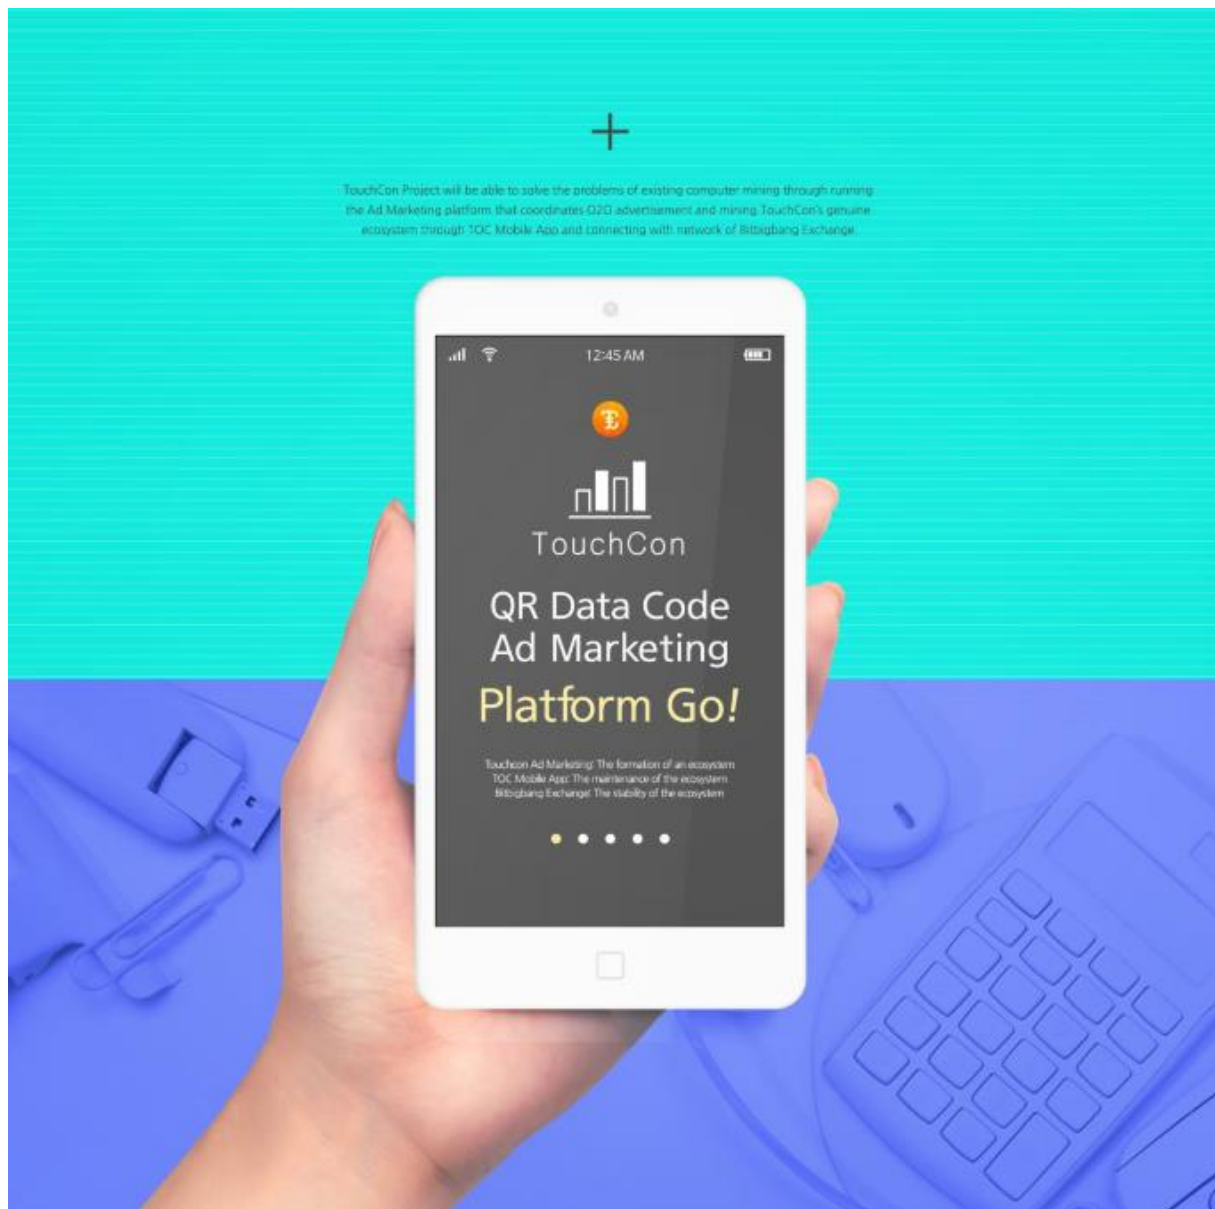 TouchCon Project will be able to solve the problems of existing computer mining through running
the Ad Marketing platform that coordinates O2O advertisement and mining TouchCon's genuine
ecosystem through TOC Mobile App and connecting with network of Bitbigbang Exchange.
12:45 AM
TouchCon
QR Data Code
Ad Marketing
Platform Go!
Touchcon Ad Marketing: The formation of an ecosystem
TOC Mobile App: The maintenance of the ecosystem
Bitbigbang Exchange: The stability of the ecosystem